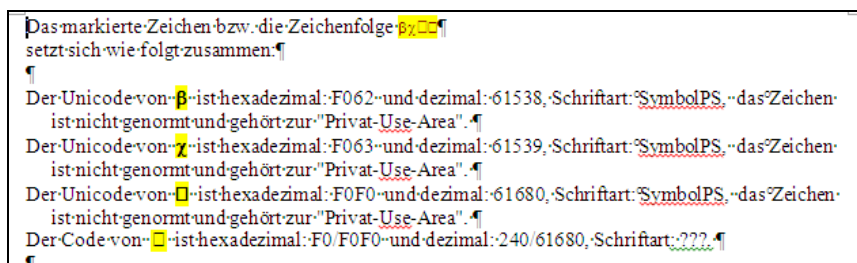 Das markierte Zeichen bzw. die Zeichenfolge βχ□□¶
setzt sich wie folgt zusammen:¶
¶
Der Unicode von β ist hexadezimal: F062 und dezimal: 61538, Schriftart: SymbolPS, das Zeichen
ist nicht genormt und gehört zur "Privat-Use-Area". ¶
Der Unicode von χ ist hexadezimal: F063 und dezimal: 61539, Schriftart: SymbolPS, das Zeichen
ist nicht genormt und gehört zur "Privat-Use-Area". ¶
Der Unicode von □ ist hexadezimal: F0F0 und dezimal: 61680, Schriftart: SymbolPS, das Zeichen
ist nicht genormt und gehört zur "Privat-Use-Area". ¶
Der Code von □ ist hexadezimal: F0/F0F0 und dezimal: 240/61680, Schriftart: ???. ¶
¶